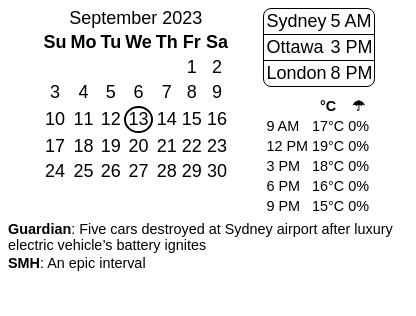 September 2023
Su Mo Tu We Th Fr Sa
1 2
3 4 5 6 7 8 9
10 11 12 13 14 15 16
17 18 19 20 21 22 23
24 25 26 27 28 29 30
Sydney 5 AM
Ottawa 3 PM
London 8 PM
°C ☂
9 AM 17°C 0%
12 PM 19°C 0%
3 PM 18°C 0%
6 PM 16°C 0%
9 PM 15°C 0%
Guardian: Five cars destroyed at Sydney airport after luxury
electric vehicle’s battery ignites
SMH: An epic interval